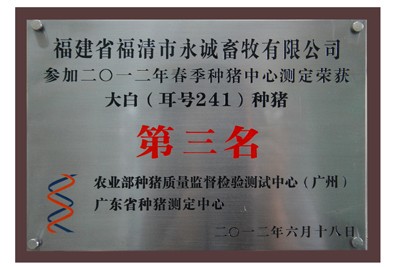 福建省福清市永诚畜牧有限公司
参加二〇一二年春季种猪中心测定荣获
大白（耳号241）种猪
第三名
农业部种猪质量监督检验测试中心（广州）
广东省种猪测定中心
二〇一二年六月十八日